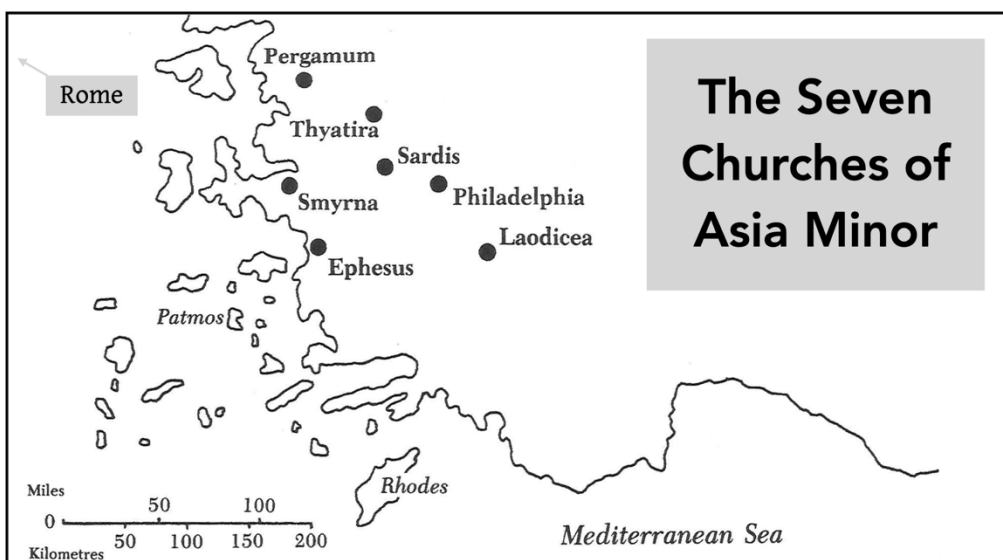 Rome
Pergamum
Thyatira
Sardis
Smyrna
Philadelphia
Ephesus
Laodicea
Patmos
Rhodes
Mediterranean Sea
The Seven
Churches of
Asia Minor
Miles
50 100
0
50 100 150 200
Kilometres